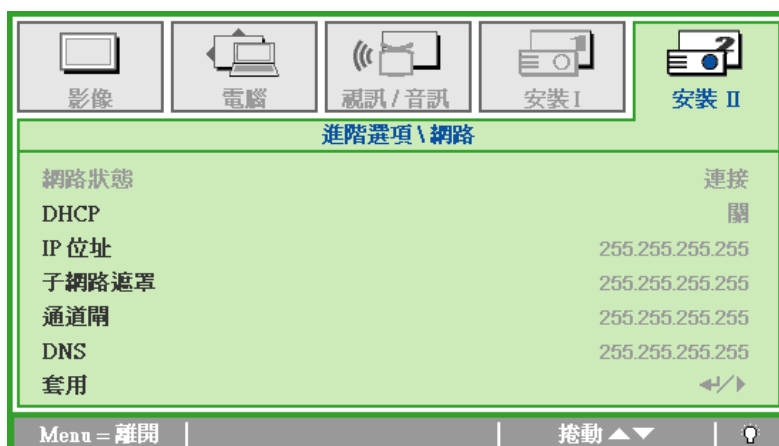 影像 電腦 視訊 / 音訊 安裝 I 安裝 II
進階選項 \ 網路
網路狀態 連接
DHCP 關
IP 位址 255.255.255.255
子網路遮罩 255.255.255.255
通道閘 255.255.255.255
DNS 255.255.255.255
套用
Menu = 離開 捲動▲▼